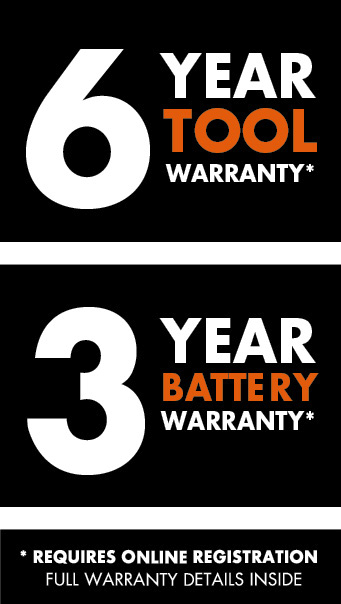 6 YEAR
TOOL
WARRANTY*
3 YEAR
BATTERY
WARRANTY*
* REQUIRES ONLINE REGISTRATION
FULL WARRANTY DETAILS INSIDE